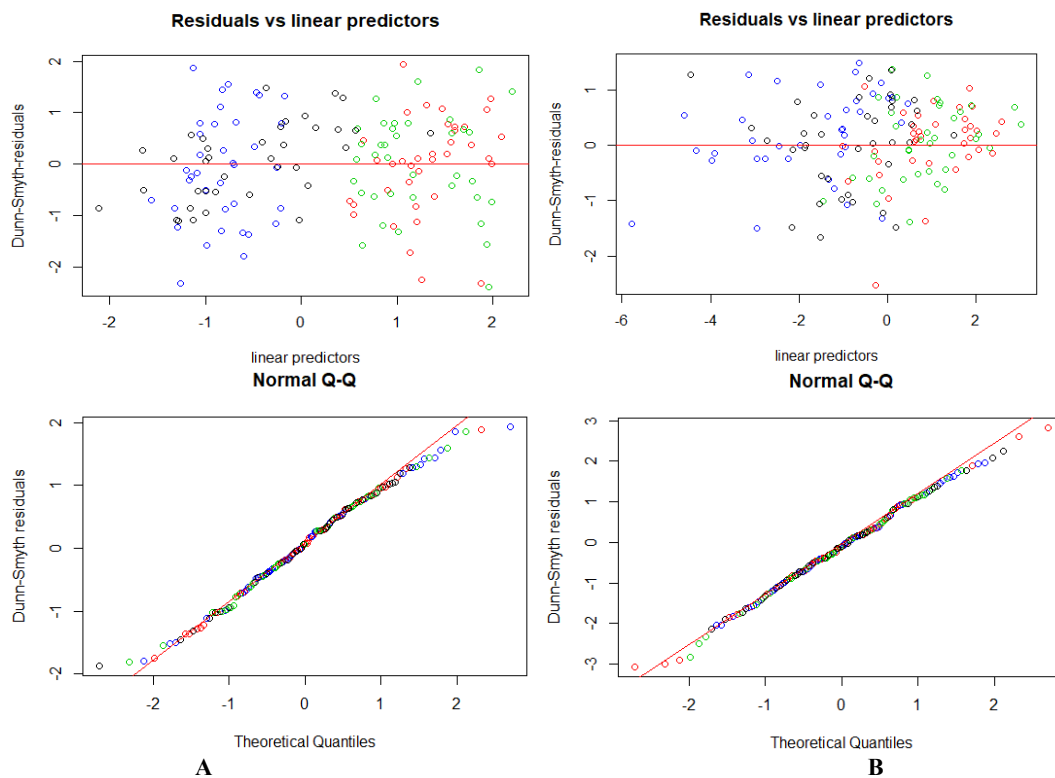 Residuals vs linear predictors
Dunn-Smyth-residuals
2
1
0
-1
-2
-2
-1
0
1
2
linear predictors
Normal Q-Q
Dunn-Smyth residuals
2
1
0
-1
-2
-2
-1
0
1
2
Theoretical Quantiles
A
Residuals vs linear predictors
Dunn-Smyth-residuals
1
0
-1
-2
-6
-4
-2
0
2
linear predictors
Normal Q-Q
Dunn-Smyth residuals
3
2
1
0
-1
-2
-3
-2
-1
0
1
2
Theoretical Quantiles
B